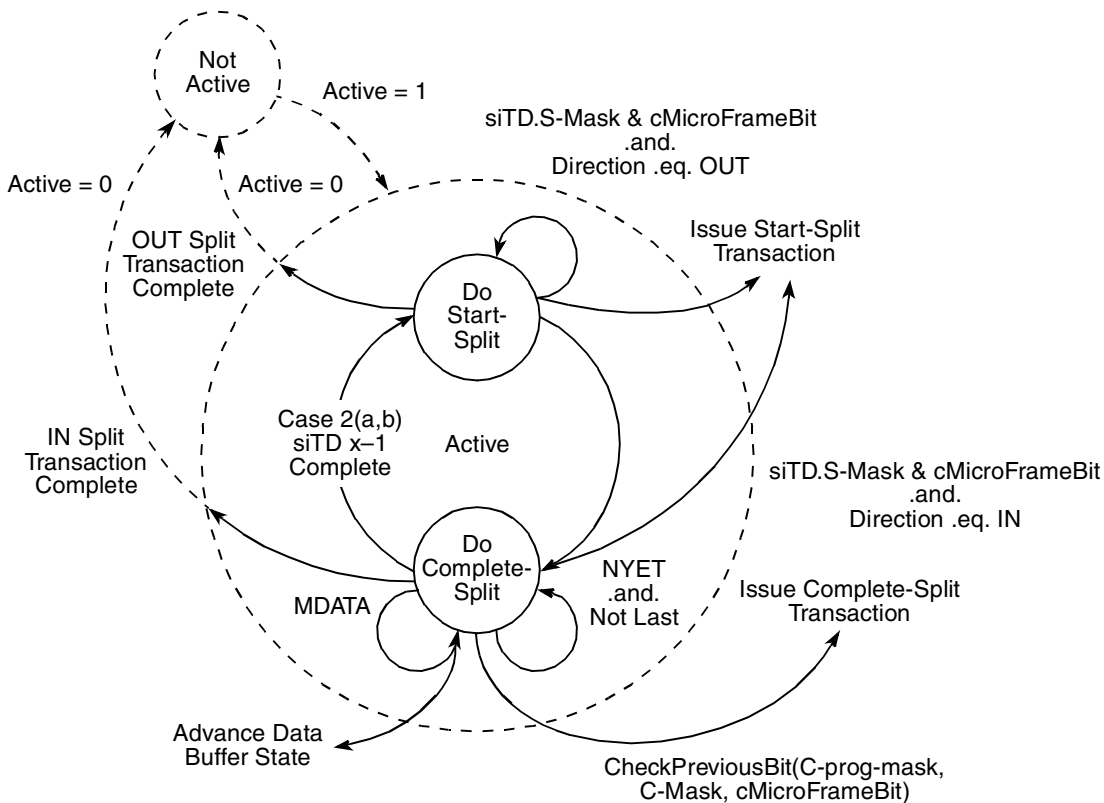 Not
Active
Active = 1
siTD.S-Mask & cMicroFrameBit
.and.
Direction .eq. OUT
Active = 0
Active = 0
OUT Split
Transaction
Complete
Issue Start-Split
Transaction
Do
Start-
Split
Case 2(a,b)
siTD x–1
Complete
Active
IN Split
Transaction
Complete
siTD.S-Mask & cMicroFrameBit
.and.
Direction .eq. IN
Do
Complete-
Split
NYET
.and.
Not Last
MDATA
Issue Complete-Split
Transaction
Advance Data
Buffer State
CheckPreviousBit(C-prog-mask,
C-Mask, cMicroFrameBit)